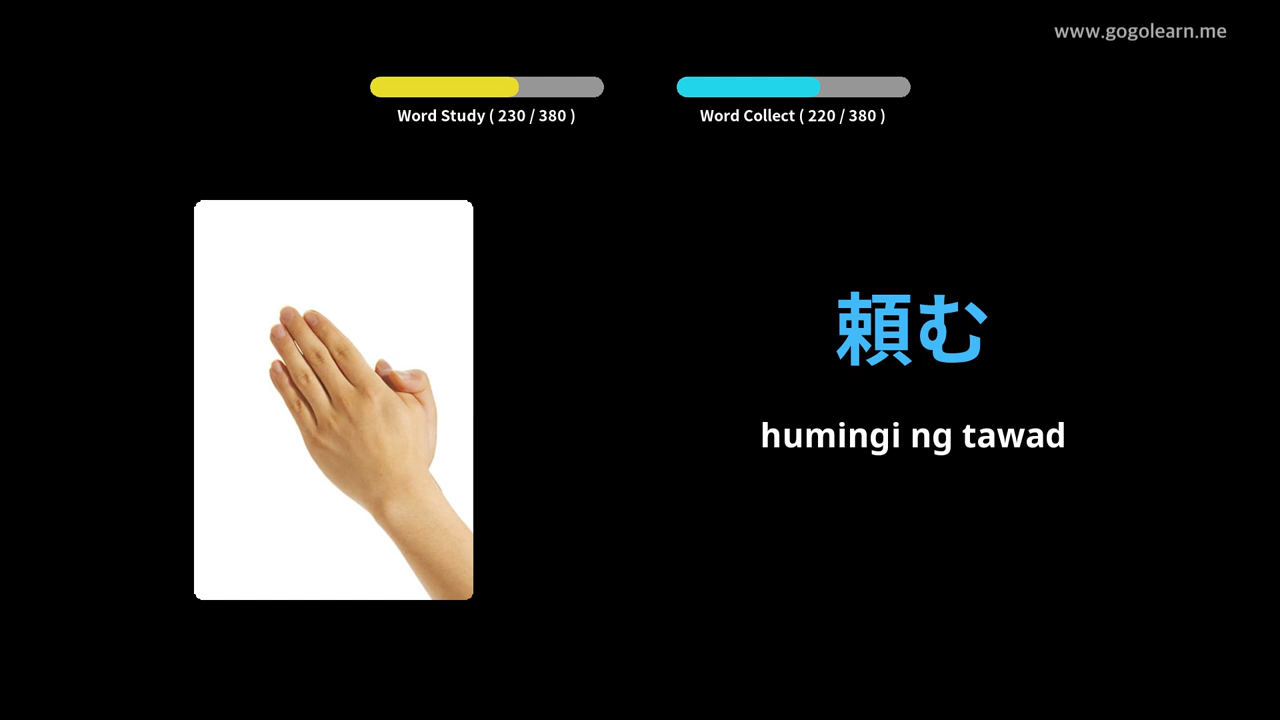 www.gogolearn.me
Word Study ( 230 / 380 )
Word Collect ( 220 / 380 )
頼む
humingi ng tawad